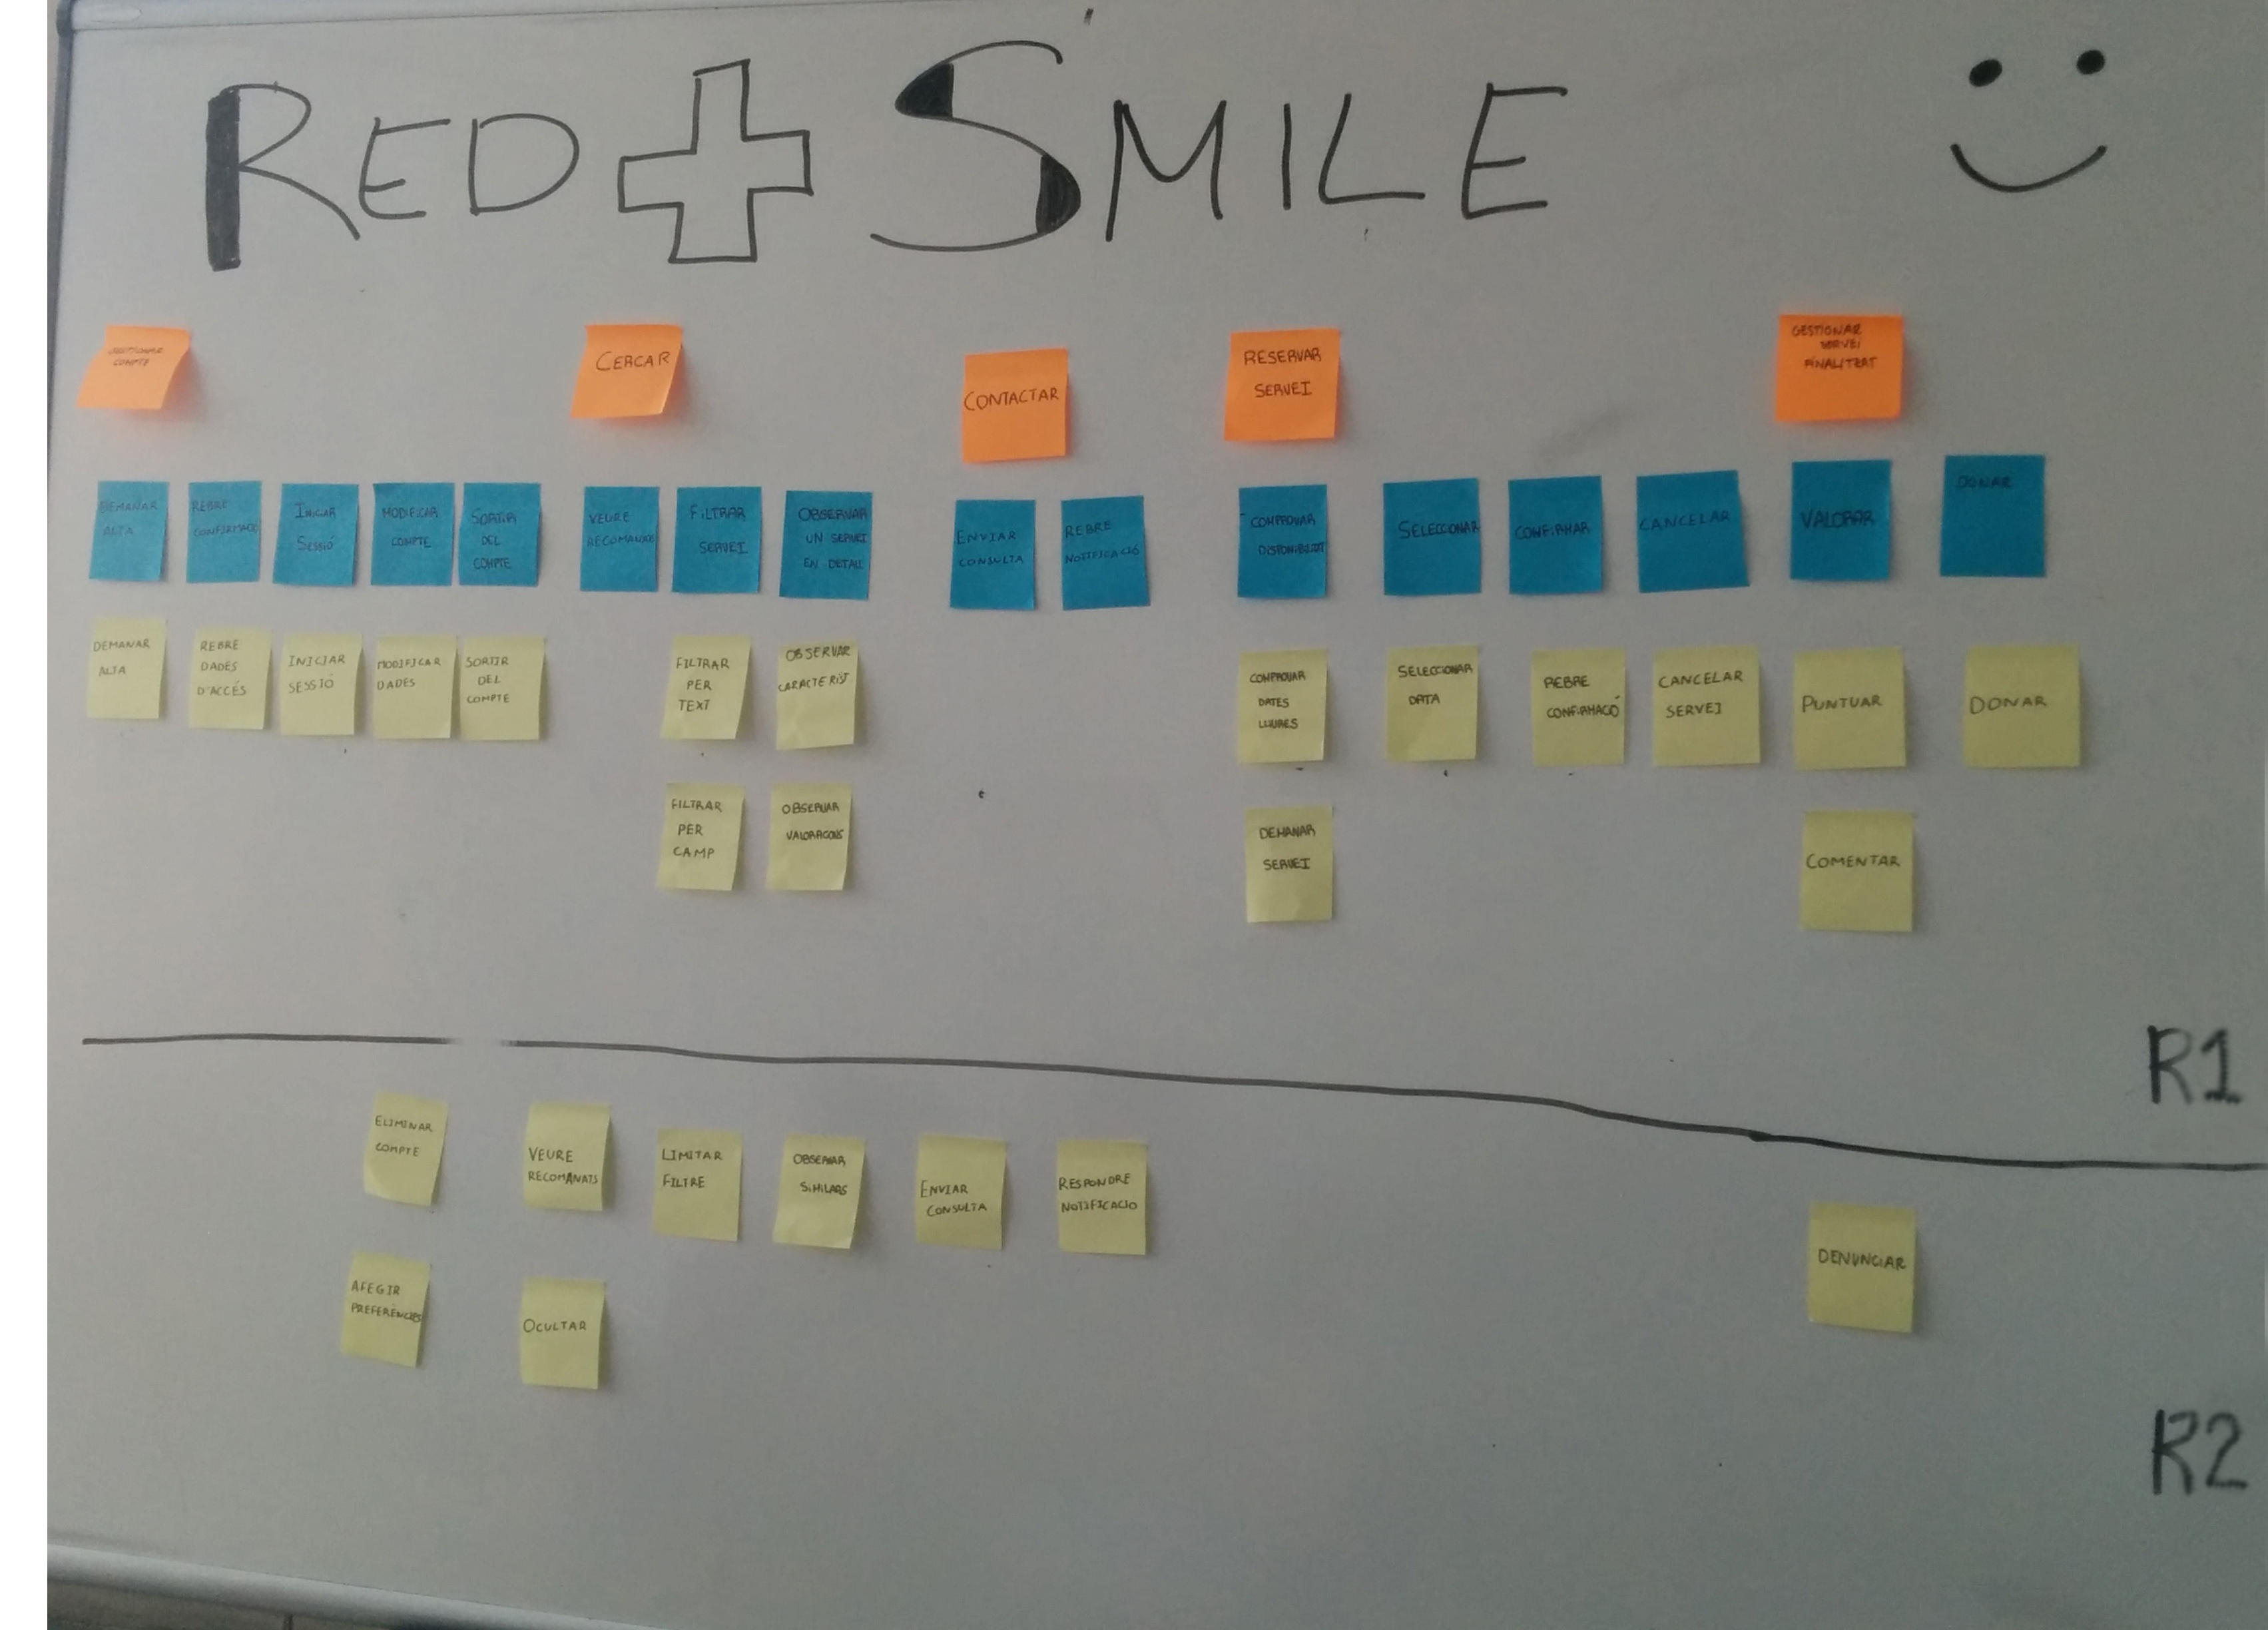 RED SMILE
GESTIONAR
COMPTE
CERCAR
CONTACTAR
RESERVAR
SERVEI
GESTIONAR
SERVEI
FINALITZAT
DEMANAR
ALTA
REBRE
CONFIRMACIÓ
INICIAR
SESSIÓ
MODIFICAR
COMPTE
SORTIR
DEL
COMPTE
VEURE
RECOMANATS
FILTRAR
SERVEI
OBSERVAR
UN SERVEI
EN DETALL
ENVIAR
CONSULTA
REBRE
NOTIFICACIÓ
COMPROVAR
DISPONIBILITAT
SELECCIONAR
CONFIRMAR
CANCELAR
VALORAR
DONAR
DEMANAR
ALTA
REBRE
DADES
D'ACCÉS
INICIAR
SESSIÓ
MODIFICAR
DADES
SORTIR
DEL
COMPTE
FILTRAR
PER
TEXT
OBSERVAR
CARACTERÍST
COMPROVAR
DATES
LLIURES
SELECCIONAR
DATA
REBRE
CONFIRMACIÓ
CANCELAR
SERVEI
PUNTUAR
DONAR
FILTRAR
PER
CAMP
OBSERVAR
VALORACIONS
DEMANAR
SERVEI
COMENTAR
R1
ELIMINAR
COMPTE
VEURE
RECOMANATS
LIMITAR
FILTRE
OBSERVAR
SIMILARS
ENVIAR
CONSULTA
RESPONDRE
NOTIFICACIO
DENUNCIAR
AFEGIR
PREFERÈNCIES
OCULTAR
R2